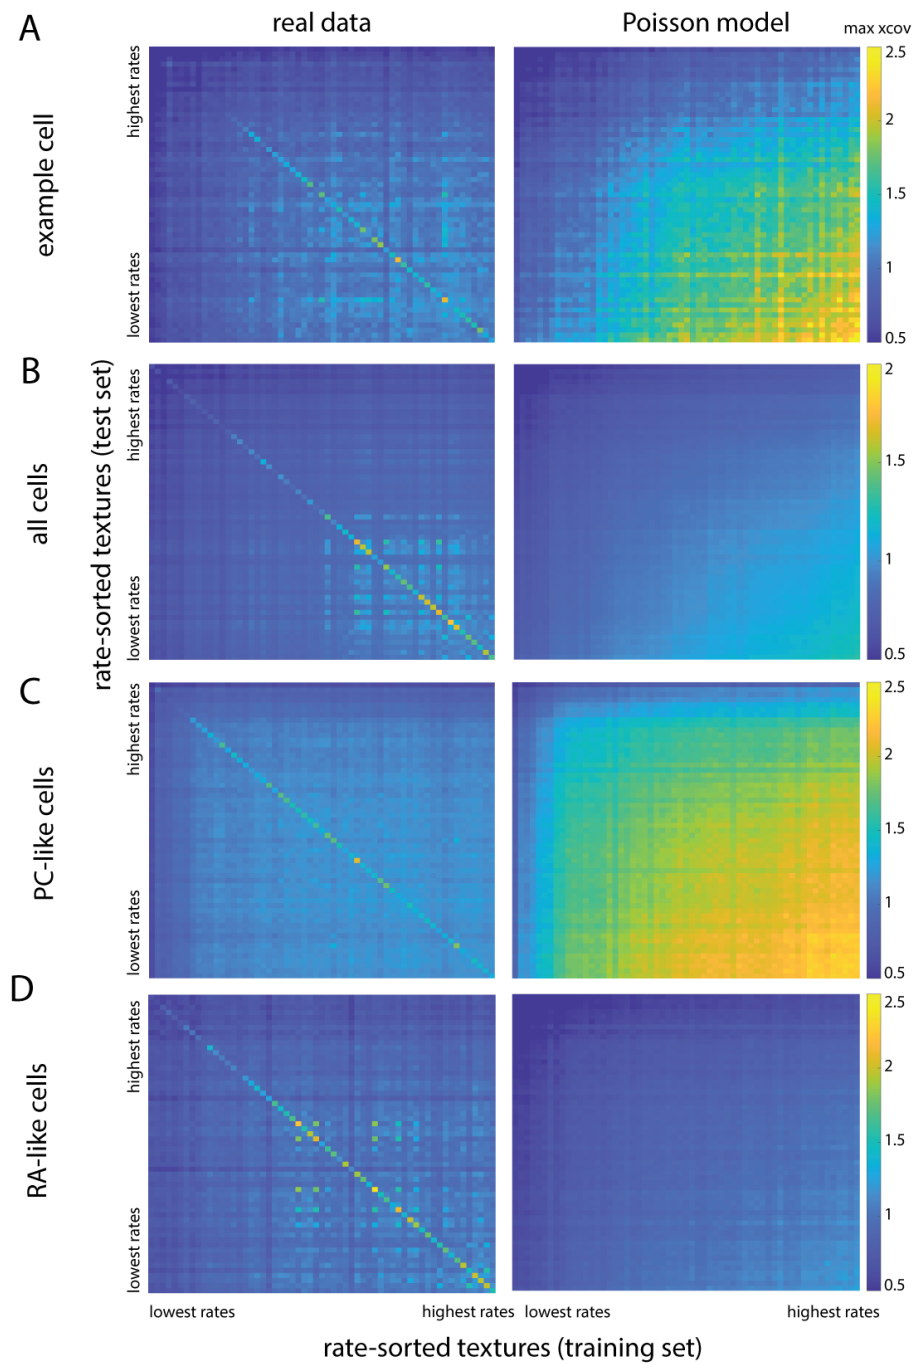 A
real data
Poisson model
max xcov
example cell
highest rates
lowest rates
2.5
2
1.5
1
0.5
rate-sorted textures (test set)
B
all cells
highest rates
lowest rates
2
1.5
1
0.5
C
PC-like cells
highest rates
lowest rates
2.5
2
1.5
1
0.5
D
RA-like cells
highest rates
lowest rates
2.5
2
1.5
1
0.5
lowest rates
highest rates
lowest rates
highest rates
rate-sorted textures (training set)